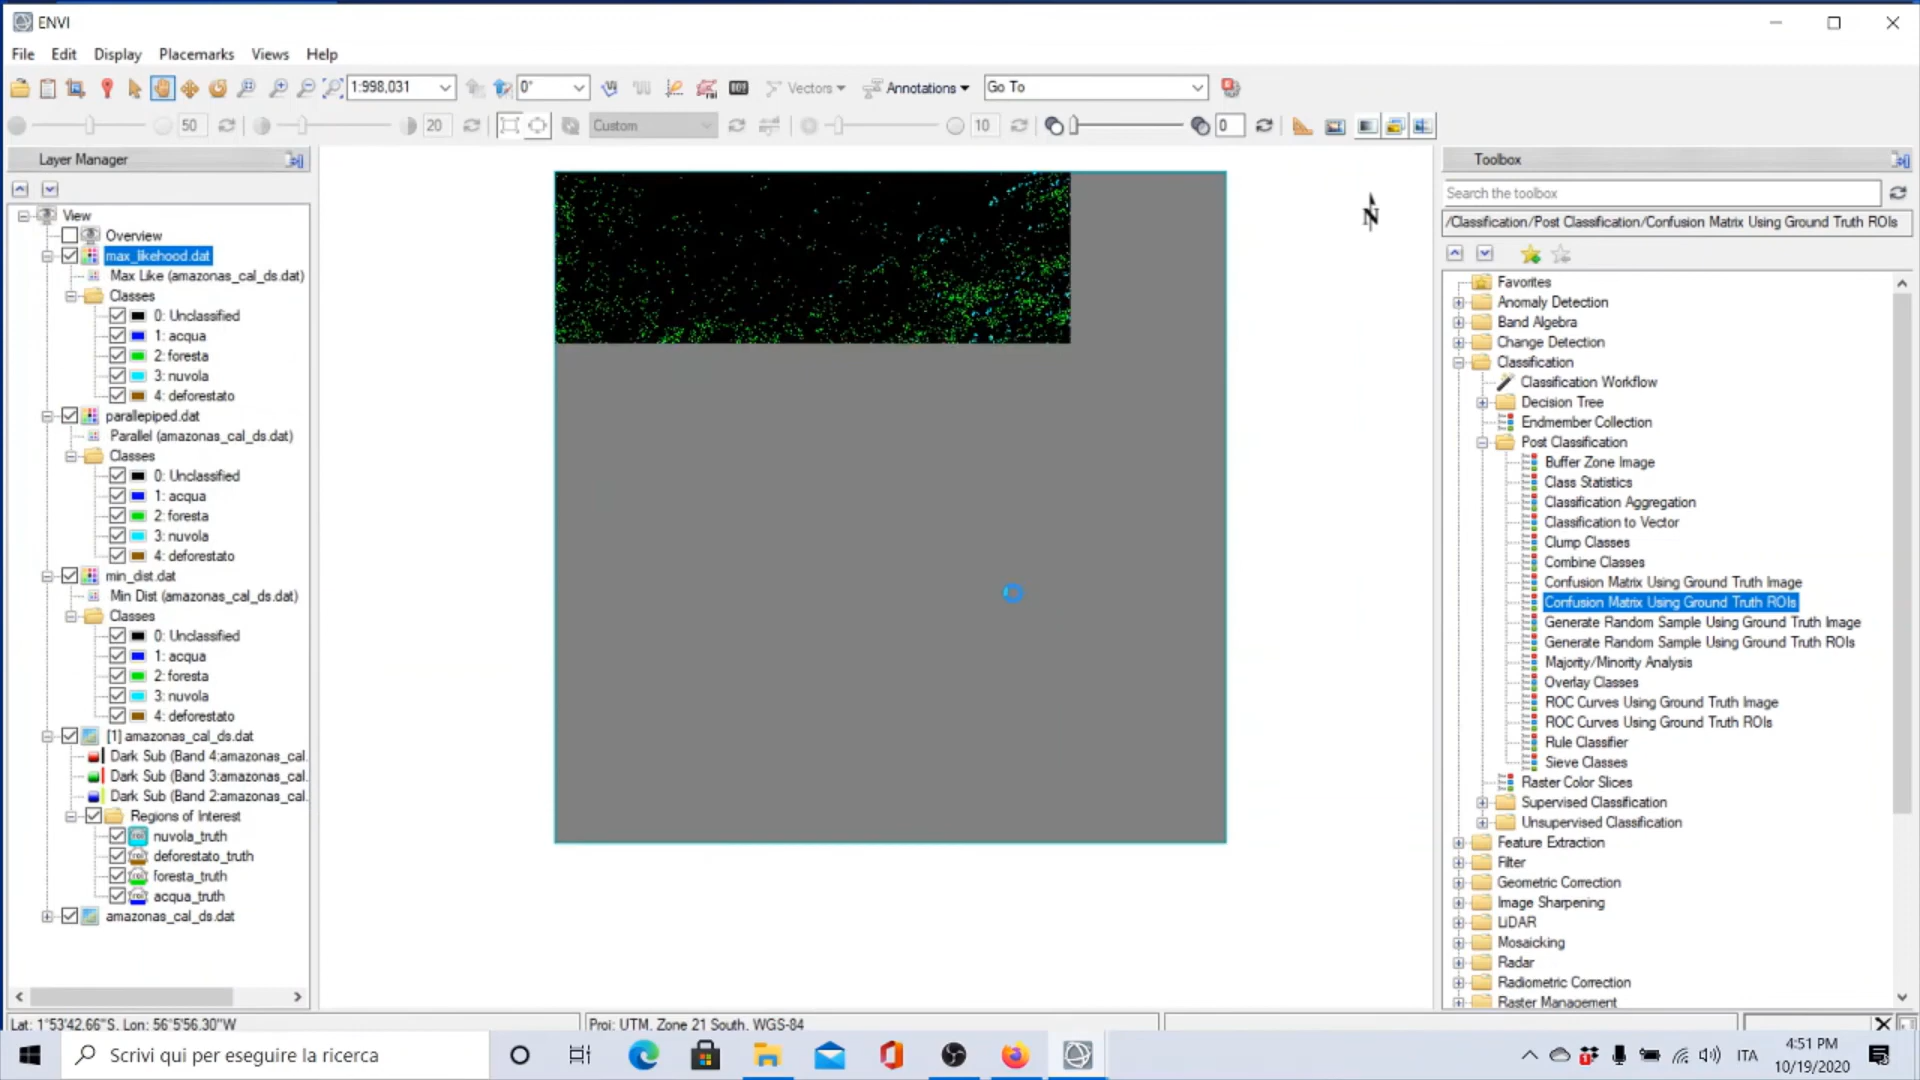 ENVI
File Edit Display Placemarks Views Help
1:998,031 0° Vectors Annotations Go To
50 20 Custom 10 0
Layer Manager
View
Overview
max_likehood.dat
Max Like (amazonas_cal_ds.dat)
Classes
0: Unclassified
1: acqua
2: foresta
3: nuvola
4: deforestato
parallepiped.dat
Parallel (amazonas_cal_ds.dat)
Classes
0: Unclassified
1: acqua
2: foresta
3: nuvola
4: deforestato
min_dist.dat
Min Dist (amazonas_cal_ds.dat)
Classes
0: Unclassified
1: acqua
2: foresta
3: nuvola
4: deforestato
[1] amazonas_cal_ds.dat
Dark Sub (Band 4:amazonas_cal.
Dark Sub (Band 3:amazonas_cal.
Dark Sub (Band 2:amazonas_cal.
Regions of Interest
nuvola_truth
deforestato_truth
foresta_truth
acqua_truth
amazonas_cal_ds.dat
N
Toolbox
Search the toolbox
/Classification/Post Classification/Confusion Matrix Using Ground Truth ROIs
Favorites
Anomaly Detection
Band Algebra
Change Detection
Classification
Classification Workflow
Decision Tree
Endmember Collection
Post Classification
Buffer Zone Image
Class Statistics
Classification Aggregation
Classification to Vector
Clump Classes
Combine Classes
Confusion Matrix Using Ground Truth Image
Confusion Matrix Using Ground Truth ROIs
Generate Random Sample Using Ground Truth Image
Generate Random Sample Using Ground Truth ROIs
Majority/Minority Analysis
Overlay Classes
ROC Curves Using Ground Truth Image
ROC Curves Using Ground Truth ROIs
Rule Classifier
Sieve Classes
Raster Color Slices
Supervised Classification
Unsupervised Classification
Feature Extraction
Filter
Geometric Correction
Image Sharpening
LiDAR
Mosaicking
Radar
Radiometric Correction
Raster Management
Lat: 1°53'42.66"S, Lon: 56°5'56.30"W
Proj: UTM, Zone 21 South, WGS-84
Scrivi qui per eseguire la ricerca
ITA
4:51 PM
10/19/2020